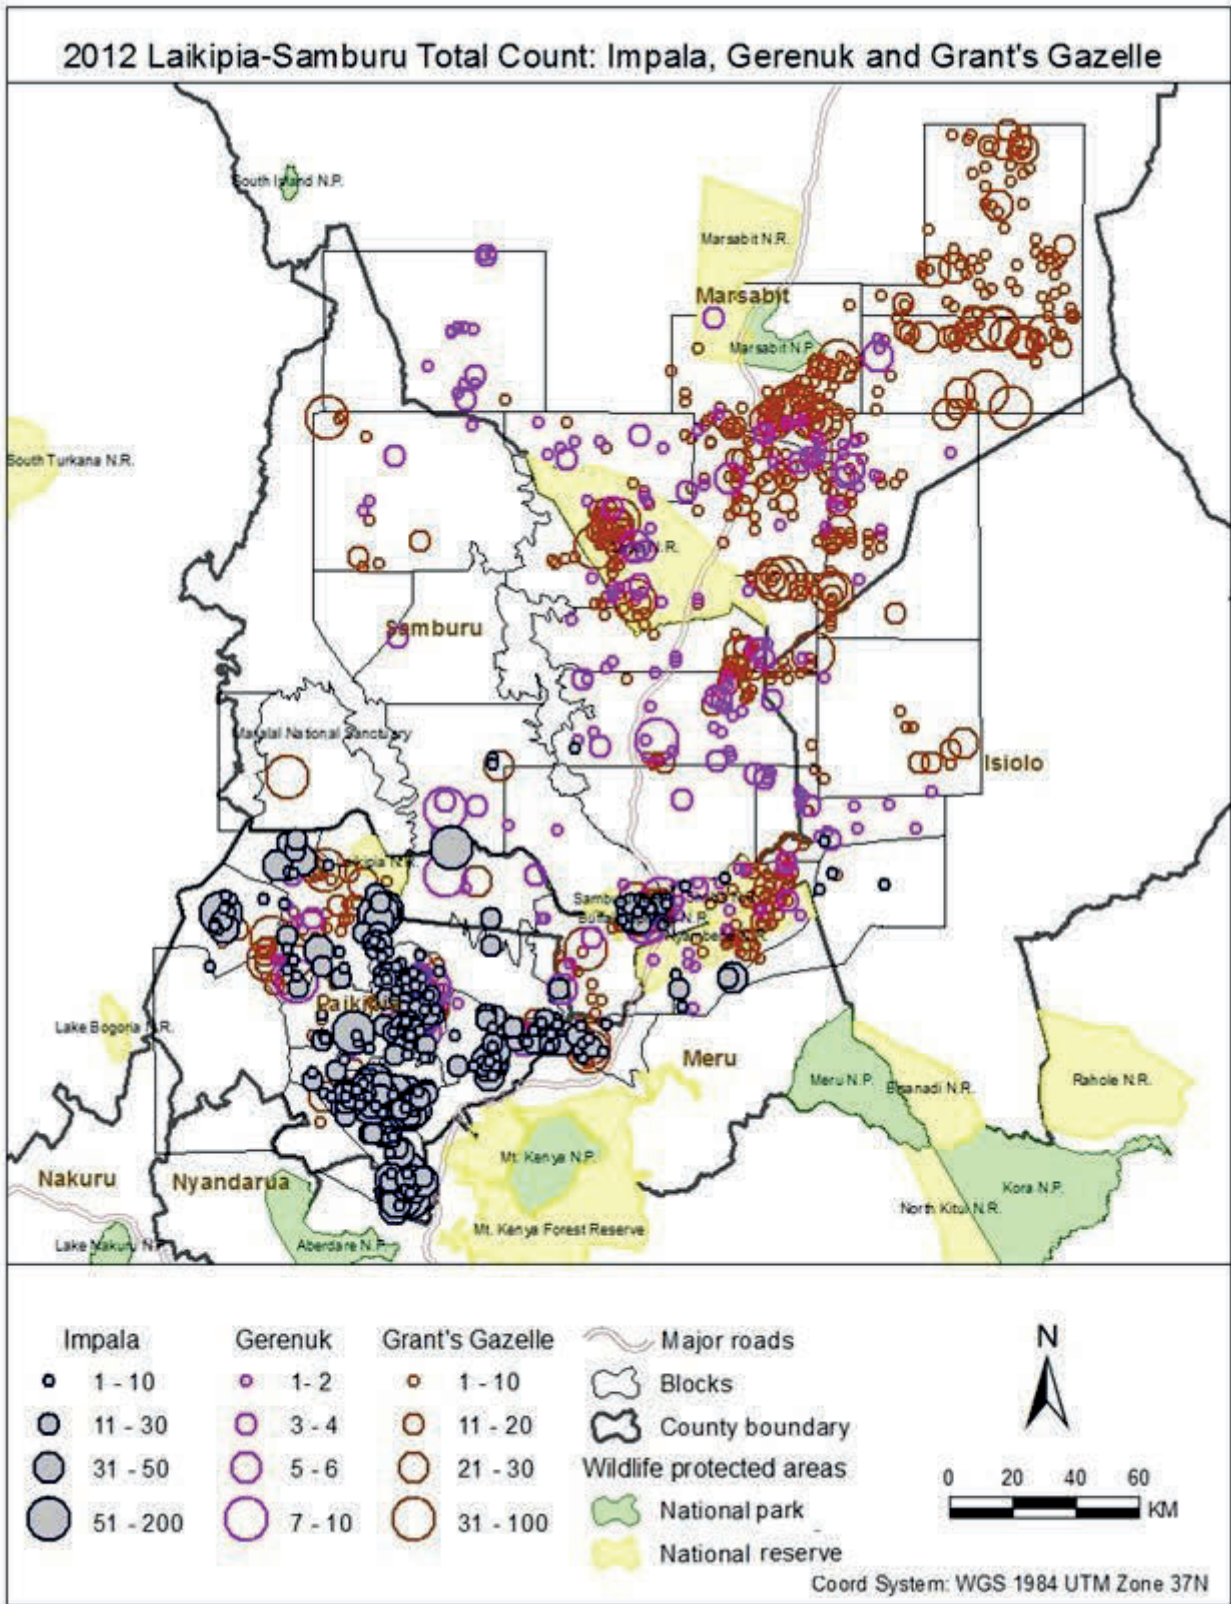 2012 Laikipia-Samburu Total Count: Impala, Gerenuk and Grant's Gazelle
South Island N.P.
Marsabit N.R.
Marsabit
Marsabit N.P.
South Turkana N.R.
N.R.
Samburu
Maralal National Sanctuary
Isiolo
N.R.
N.R.
N.R.
Laikipia
Lake Bogoria N.R.
Meru
Meru N.P.
Bisanadi N.R.
Rahole N.R.
Mt. Kenya N.P.
Nakuru
Nyandarua
Kora N.P.
North Kitui N.R.
Mt. Kenya Forest Reserve
Lake Nakuru N.P.
Aberdare N.P.
Impala
1 - 10
11 - 30
31 - 50
51 - 200
Gerenuk
1- 2
3 - 4
5 - 6
7 - 10
Grant's Gazelle
1 - 10
11 - 20
21 - 30
31 - 100
Major roads
Blocks
County boundary
Wildlife protected areas
National park
National reserve
N
0 20 40 60
KM
Coord System: WGS 1984 UTM Zone 37N